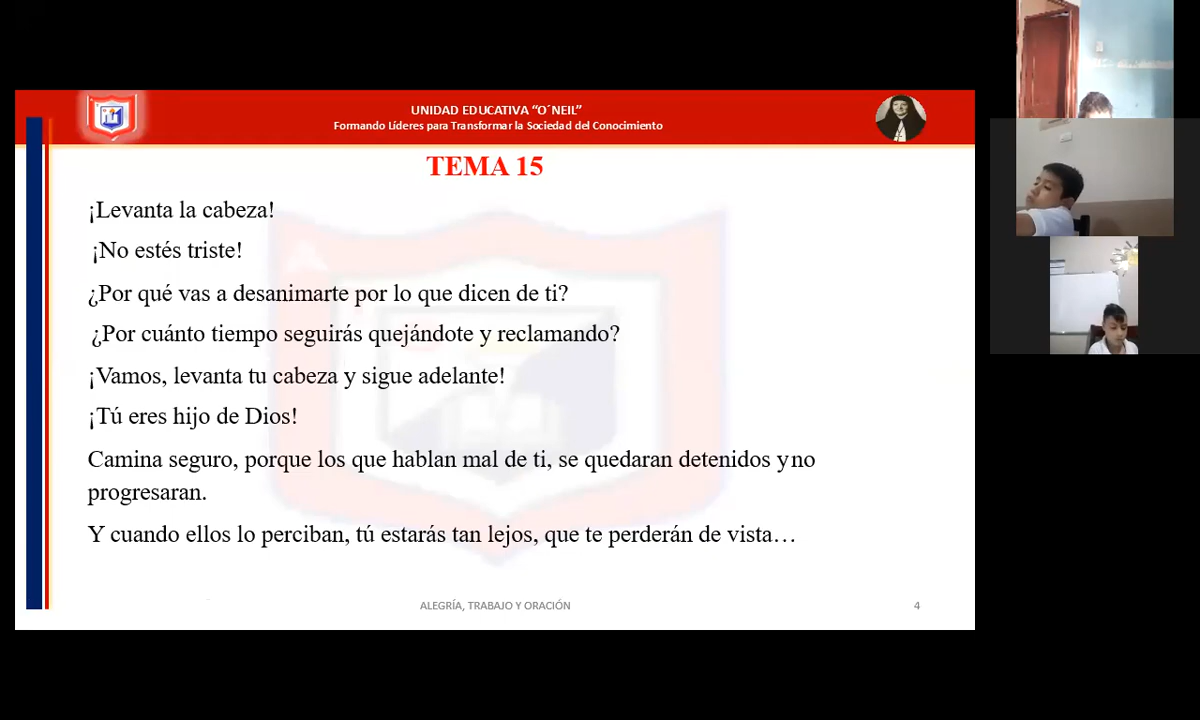 UNIDAD EDUCATIVA “O´NEIL”
Formando Líderes para Transformar la Sociedad del Conocimiento
TEMA 15
¡Levanta la cabeza!
¡No estés triste!
¿Por qué vas a desanimarte por lo que dicen de ti?
¿Por cuánto tiempo seguirás quejándote y reclamando?
¡Vamos, levanta tu cabeza y sigue adelante!
¡Tú eres hijo de Dios!
Camina seguro, porque los que hablan mal de ti, se quedaran detenidos y no
progresaran.
Y cuando ellos lo perciban, tú estarás tan lejos, que te perderán de vista…
ALEGRÍA, TRABAJO Y ORACIÓN
4